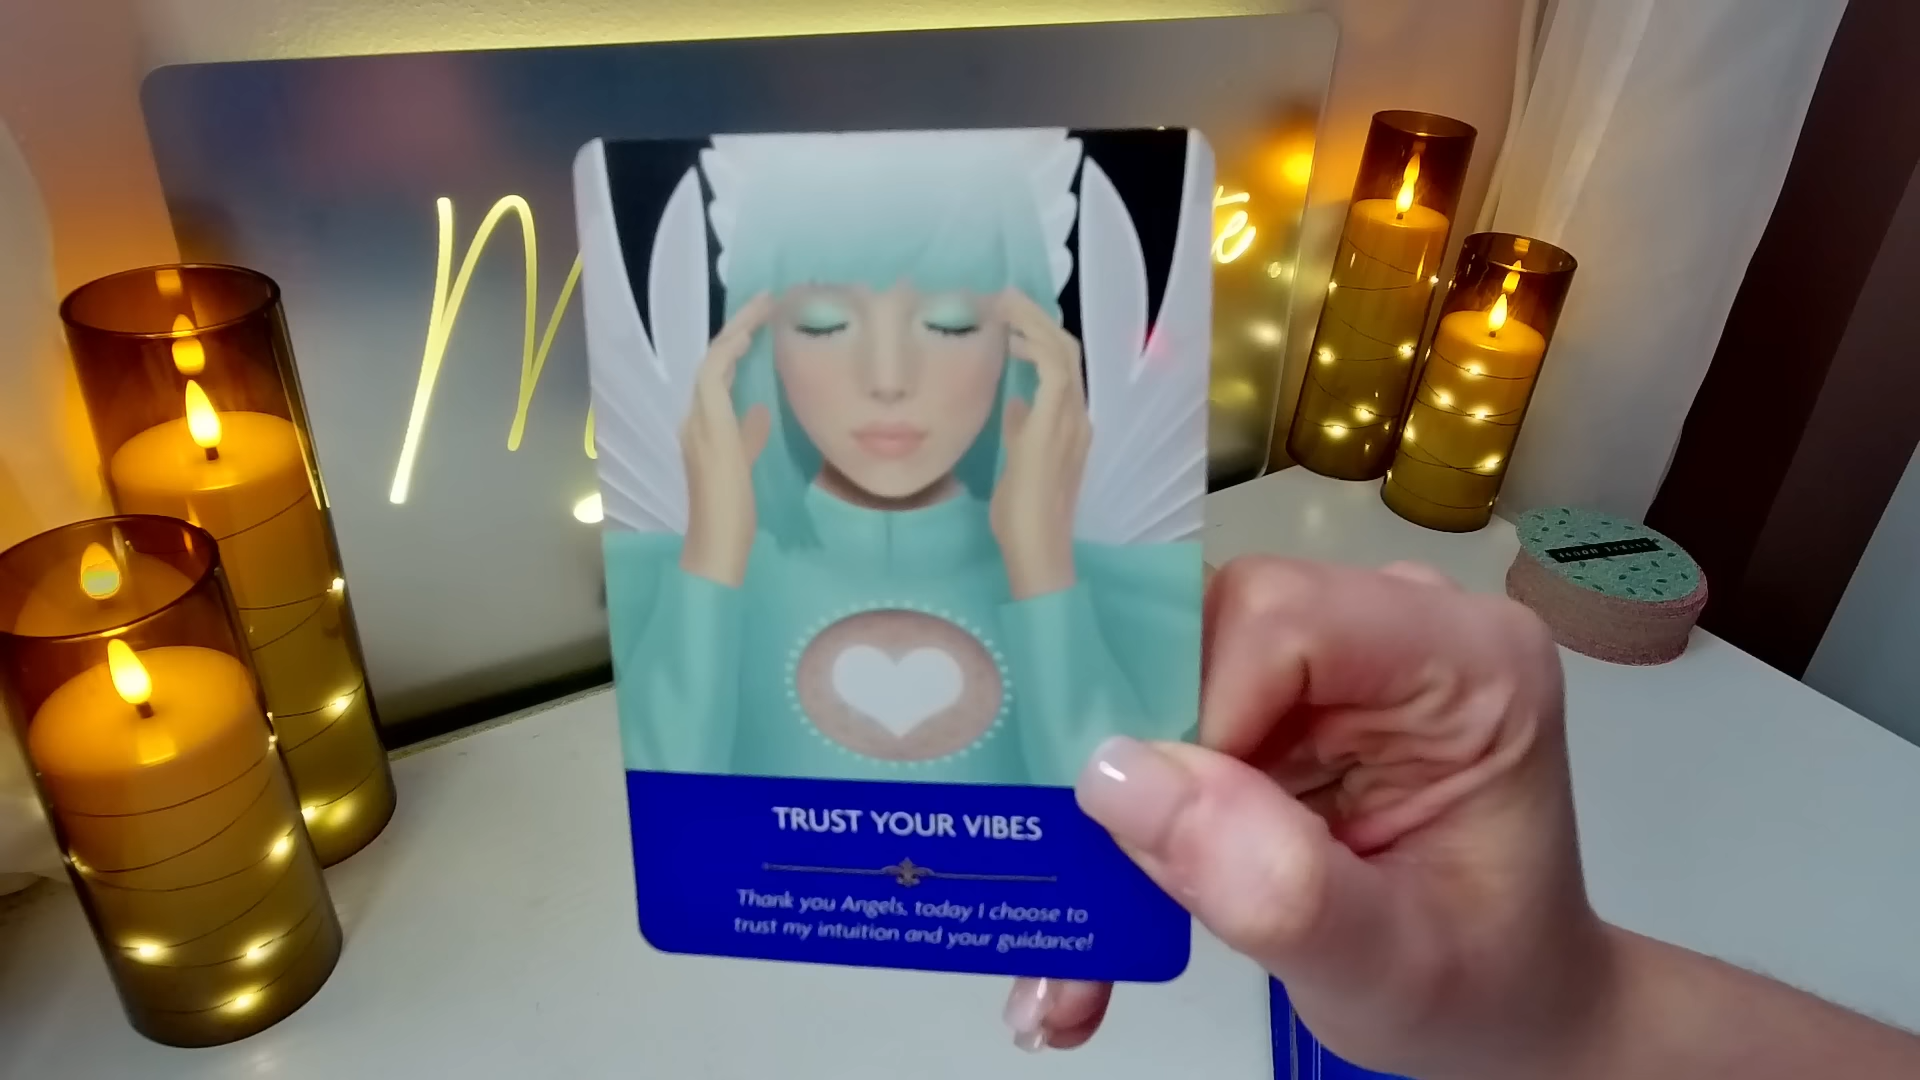 TRUST YOUR VIBES
Thank you Angels, today I choose to
trust my intuition and your guidance!